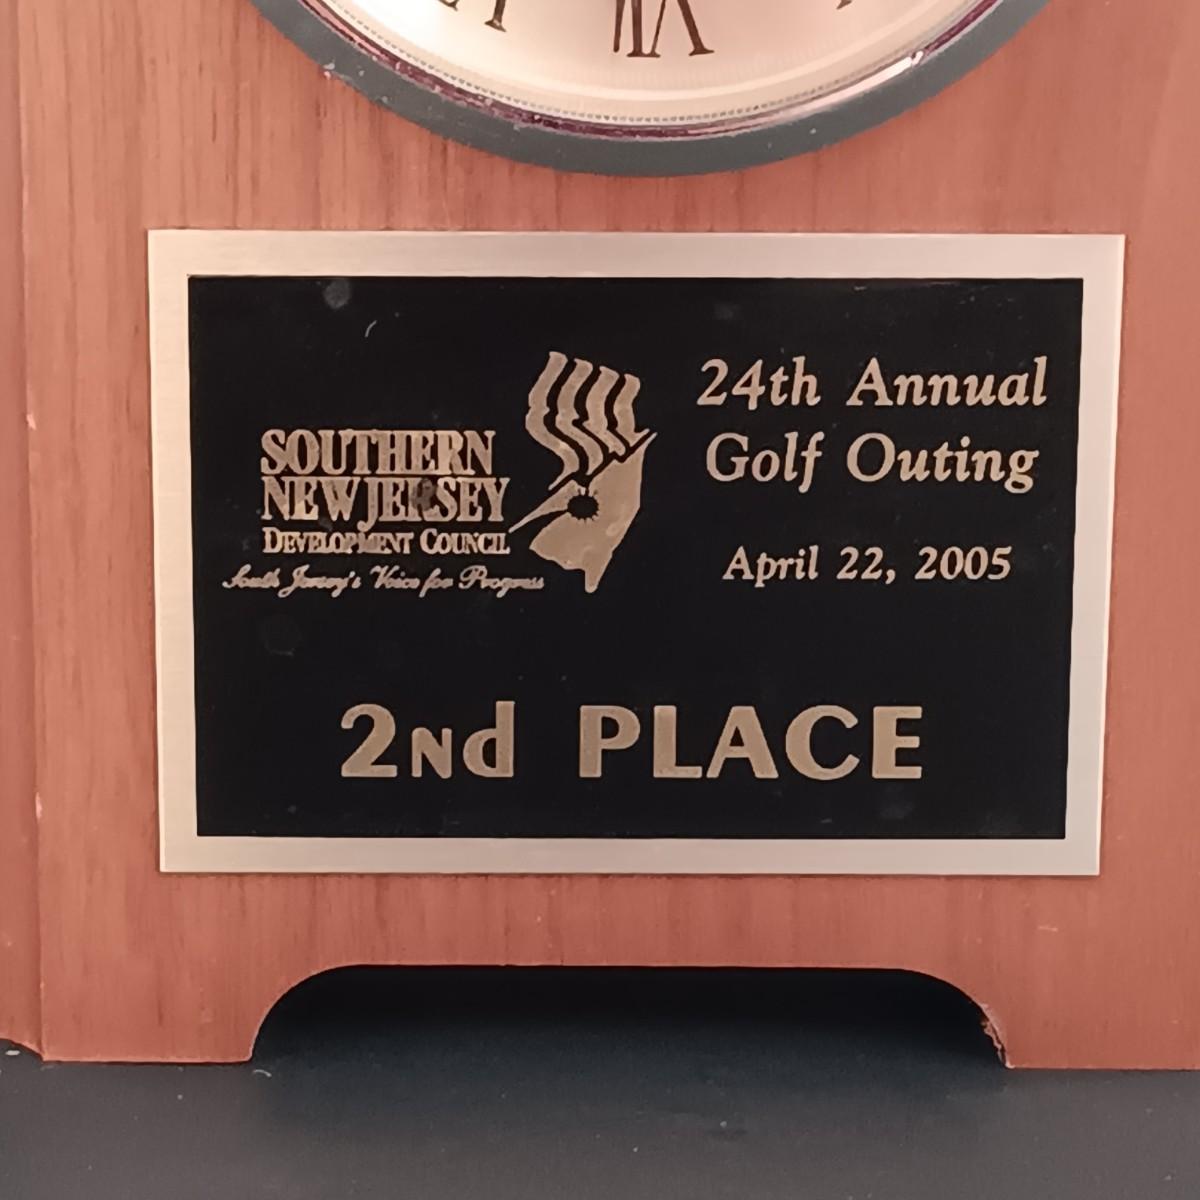 VI
SOUTHERN
NEW JERSEY
DEVELOPMENT COUNCIL
South Jersey's Voice for Progress
24th Annual
Golf Outing
April 22, 2005
2nd PLACE